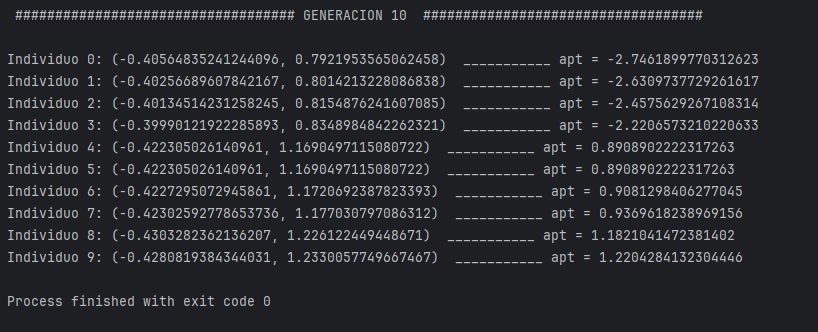 ################################### GENERACION 10 ###################################
Individuo 0: (-0.40564835241244096, 0.7921953565062458) ___________ apt = -2.7461899770312623
Individuo 1: (-0.40256689607842167, 0.8014213228086838) ___________ apt = -2.6309737729261617
Individuo 2: (-0.40134514231258245, 0.8154876241607085) ___________ apt = -2.4575629267108314
Individuo 3: (-0.39990121922285893, 0.8348984842262321) ___________ apt = -2.2206573210220633
Individuo 4: (-0.422305026140961, 1.1690497115080722) ___________ apt = 0.8908902222317263
Individuo 5: (-0.422305026140961, 1.1690497115080722) ___________ apt = 0.8908902222317263
Individuo 6: (-0.4227295072945861, 1.1720692387823393) ___________ apt = 0.9081298406277045
Individuo 7: (-0.42302592778653736, 1.177030797086312) ___________ apt = 0.9369618238969156
Individuo 8: (-0.4303282362136207, 1.226122449448671) ___________ apt = 1.1821041472381402
Individuo 9: (-0.4280819384344031, 1.2330057749667467) ___________ apt = 1.2204284132304446
Process finished with exit code 0